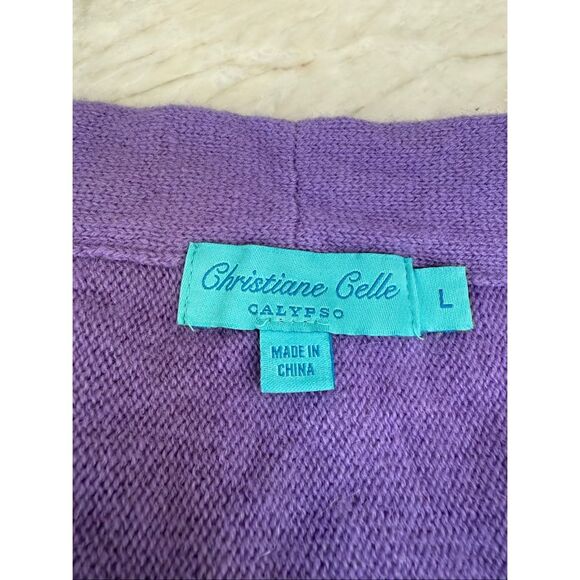 Christiane Celle
CALYPSO
L
MADE IN
CHINA